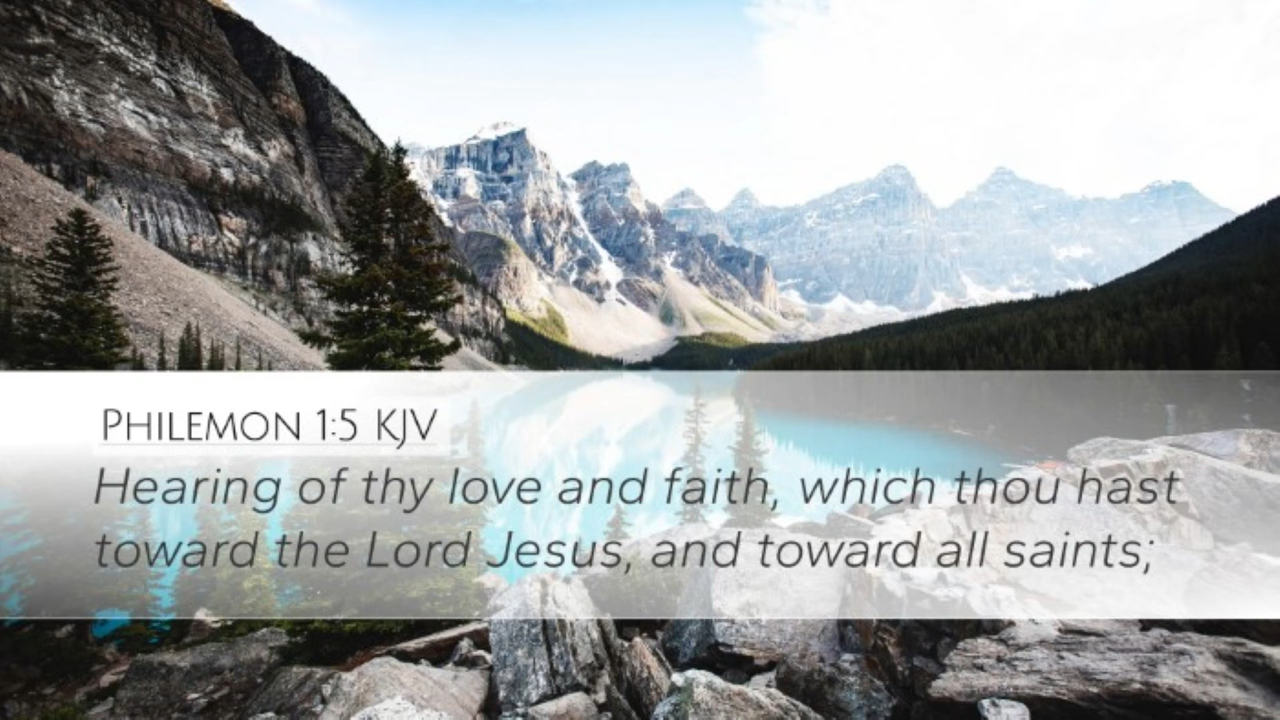 Philemon 1:5 KJV
Hearing of thy love and faith, which thou hast
toward the Lord Jesus, and toward all saints;